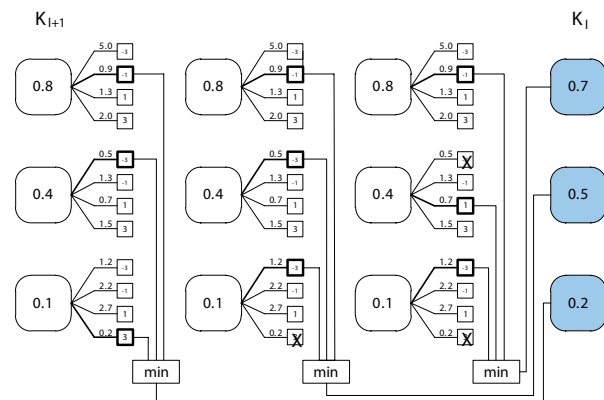 K l+1 K l
5.0 -3 5.0 -3 5.0 -3
0.8 0.9 -1 0.8 0.9 -1 0.8 0.9 -1 0.7
1.3 1 1.3 1 1.3 1
2.0 3 2.0 3 2.0 3
0.5 -3 0.5 -3 0.5 X
0.4 1.3 -1 0.4 1.3 -1 0.4 1.3 -1 0.5
0.7 1 0.7 1 0.7 1
1.5 3 1.5 3 1.5 3
1.2 -3 1.2 -3 1.2 -3
0.1 2.2 -1 0.1 2.2 -1 0.1 2.2 -1 0.2
2.7 1 2.7 1 2.7 1
0.2 3 0.2 X 0.2 X
min min min